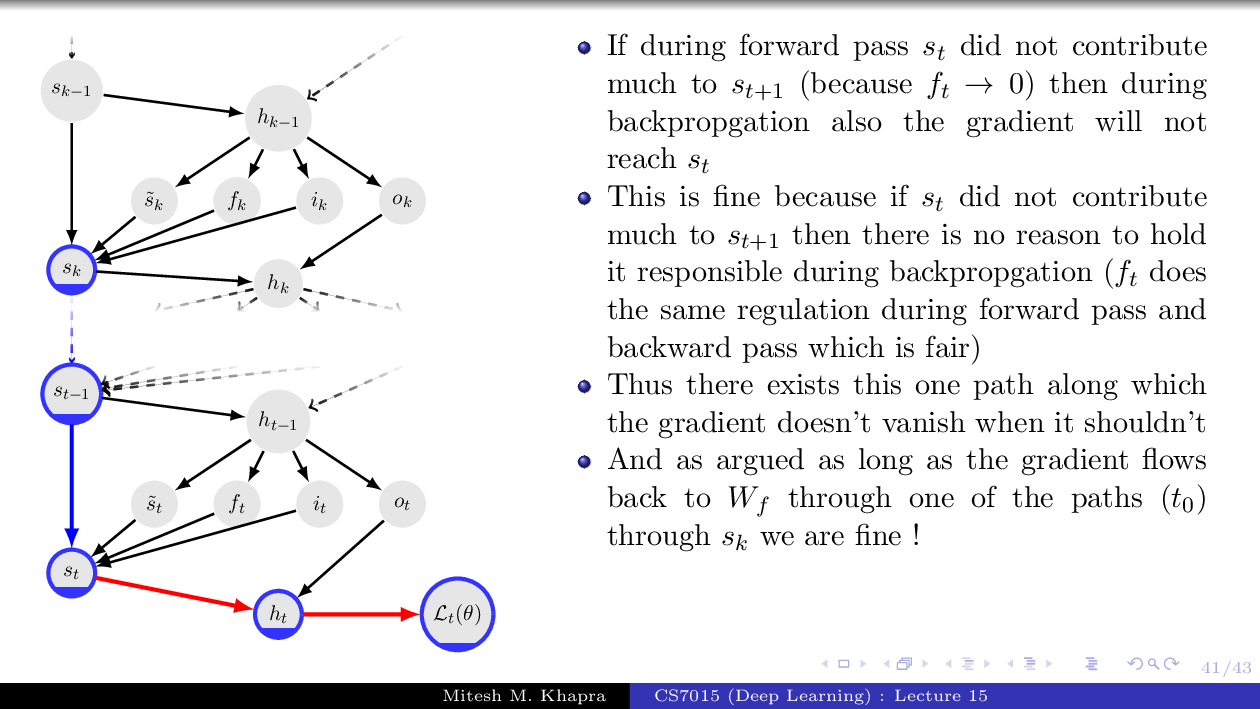 s_{k−1}
h_{k−1}
s̃_k
f_k
i_k
o_k
s_k
h_k
s_{t−1}
h_{t−1}
s̃_t
f_t
i_t
o_t
s_t
h_t
ℒ_t(θ)
If during forward pass s_t did not contribute
much to s_{t+1} (because f_t → 0) then during
backpropgation also the gradient will not
reach s_t
This is fine because if s_t did not contribute
much to s_{t+1} then there is no reason to hold
it responsible during backpropgation (f_t does
the same regulation during forward pass and
backward pass which is fair)
Thus there exists this one path along which
the gradient doesn't vanish when it shouldn't
And as argued as long as the gradient flows
back to W_f through one of the paths (t_0)
through s_k we are fine !
41/43
Mitesh M. Khapra
CS7015 (Deep Learning) : Lecture 15